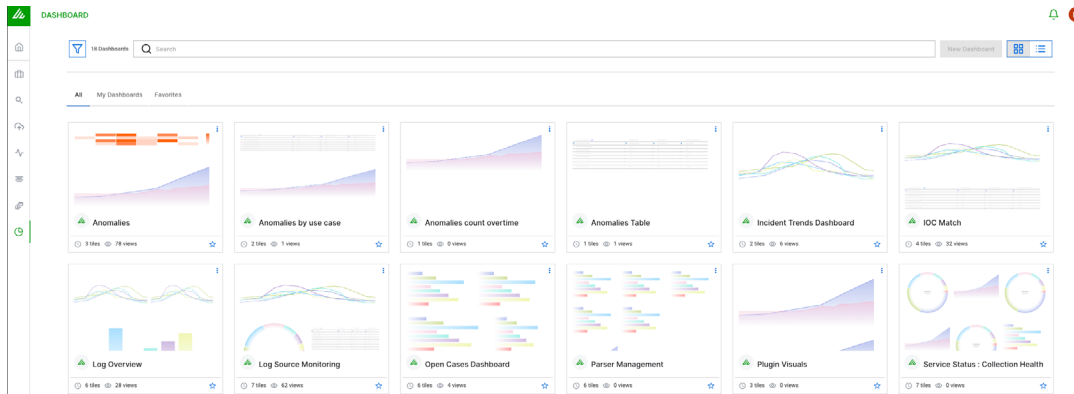 DASHBOARD
18 Dashboards
Search
New Dashboard
All My Dashboards Favorites
Anomalies
3 tiles 78 views
Anomalies by use case
2 tiles 1 views
Anomalies count overtime
1 tiles 0 views
Anomalies Table
1 tiles 1 views
Incident Trends Dashboard
2 tiles 6 views
IOC Match
4 tiles 32 views
Log Overview
6 tiles 28 views
Log Source Monitoring
7 tiles 62 views
Open Cases Dashboard
6 tiles 4 views
Parser Management
6 tiles 0 views
Plugin Visuals
3 tiles 0 views
Service Status : Collection Health
7 tiles 0 views